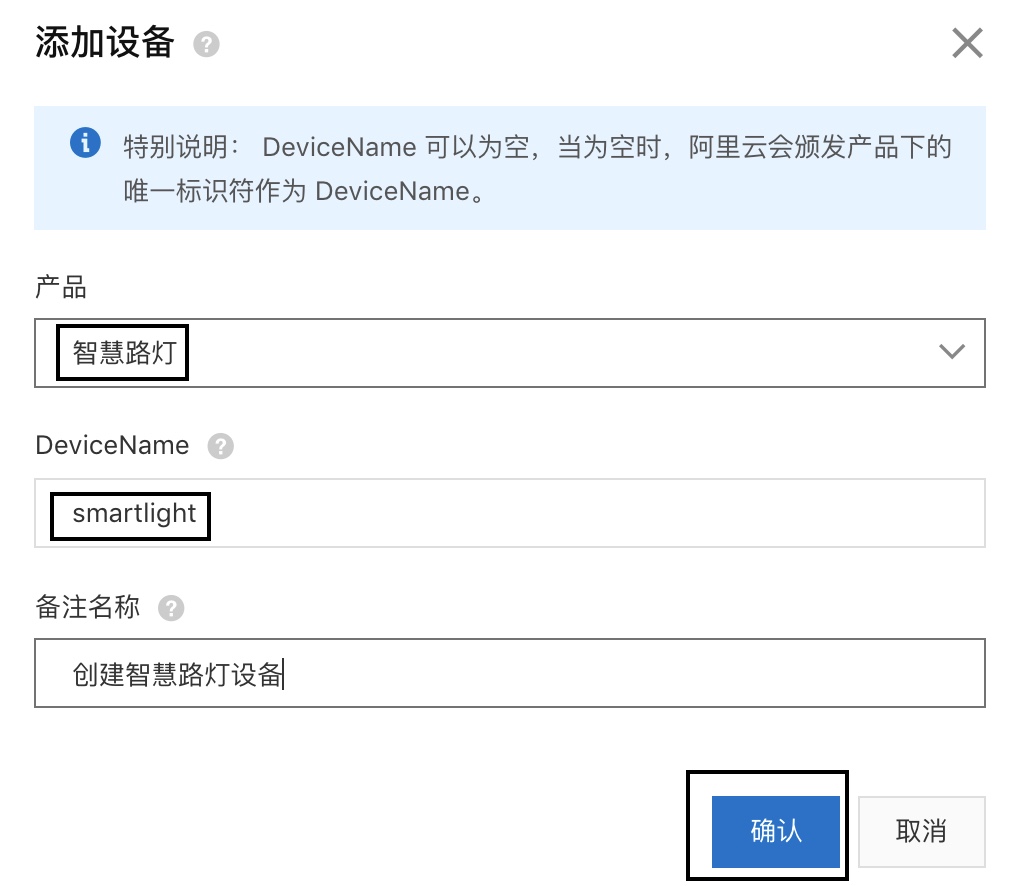 添加设备 ?
特别说明： DeviceName 可以为空，当为空时，阿里云会颁发产品下的
唯一标识符作为 DeviceName。
产品
智慧路灯
DeviceName ?
smartlight
备注名称 ?
创建智慧路灯设备
确认 取消